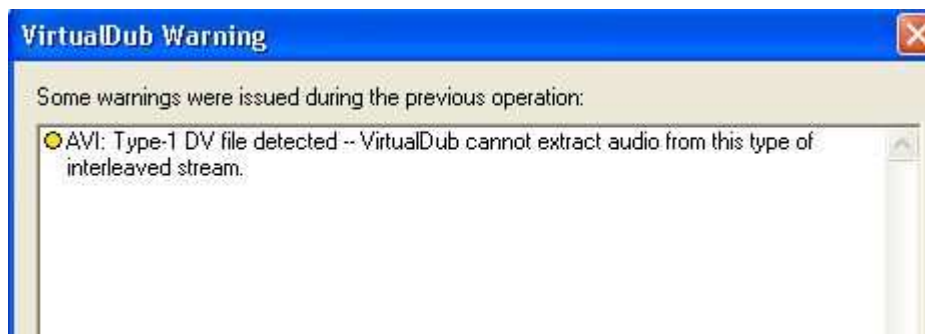 VirtualDub Warning
Some warnings were issued during the previous operation:
AVI: Type-1 DV file detected -- VirtualDub cannot extract audio from this type of
interleaved stream.